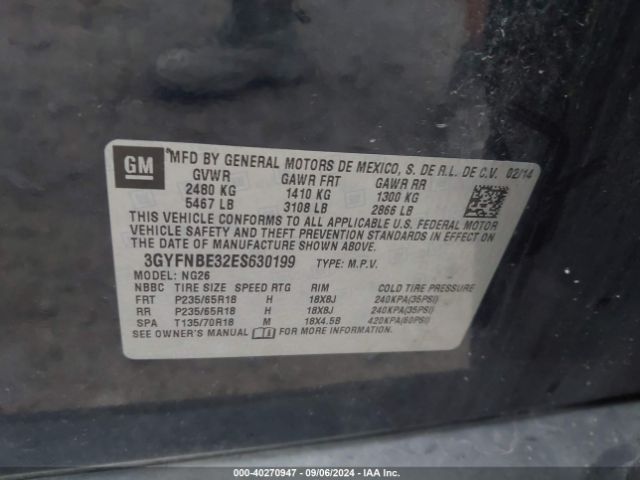 GM
MFD BY GENERAL MOTORS DE MEXICO, S. DE R.L. DE C.V. 02/14
GVWR GAWR FRT GAWR RR
2480 KG 1410 KG 1300 KG
5467 LB 3108 LB 2866 LB
THIS VEHICLE CONFORMS TO ALL APPLICABLE U.S. FEDERAL MOTOR
VEHICLE SAFETY AND THEFT PREVENTION STANDARDS IN EFFECT ON
THE DATE OF MANUFACTURE SHOWN ABOVE.
3GYFNBE32ES630199 TYPE: M.P.V.
MODEL: NG26
NBBC TIRE SIZE SPEED RTG RIM COLD TIRE PRESSURE
FRT P235/65R18 H 18X8J 240KPA(35PSI)
RR P235/65R18 H 18X8J 240KPA(35PSI)
SPA T135/70R18 M 18X4.5B 420KPA(60PSI)
SEE OWNER'S MANUAL FOR MORE INFORMATION.
000-40270947 - 09/06/2024 - IAA Inc.